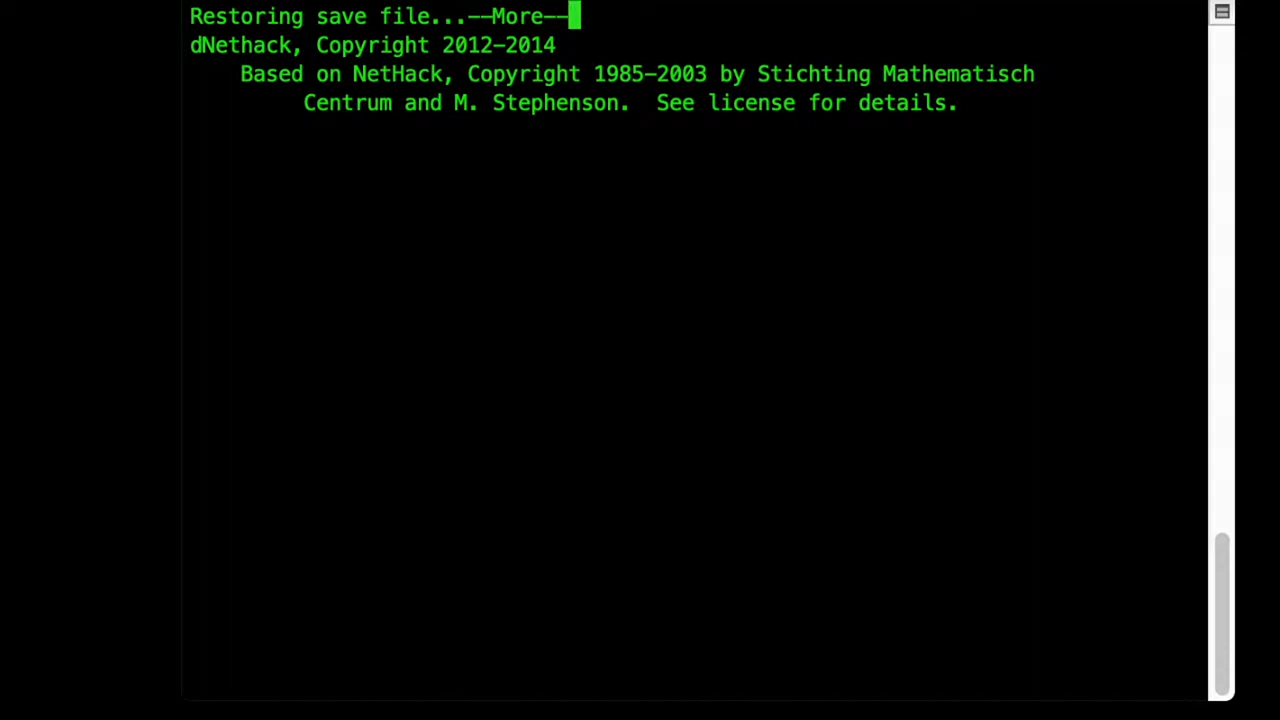 Restoring save file...--More--
dNethack, Copyright 2012-2014
Based on NetHack, Copyright 1985-2003 by Stichting Mathematisch
Centrum and M. Stephenson.  See license for details.